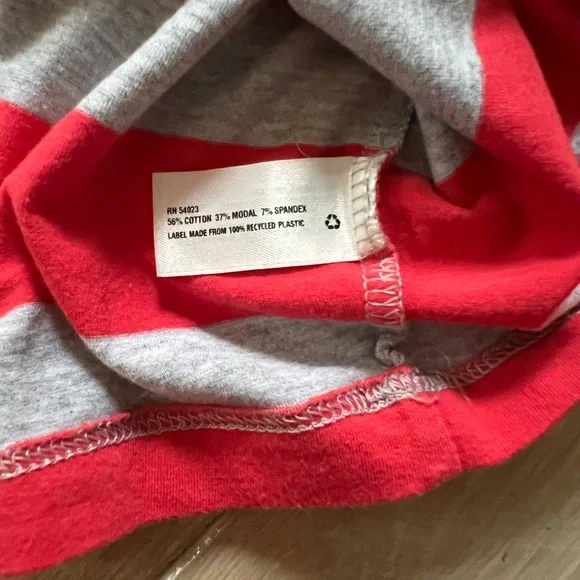 RN 54023
56% COTTON 37% MODAL 7% SPANDEX
LABEL MADE FROM 100% RECYCLED PLASTIC